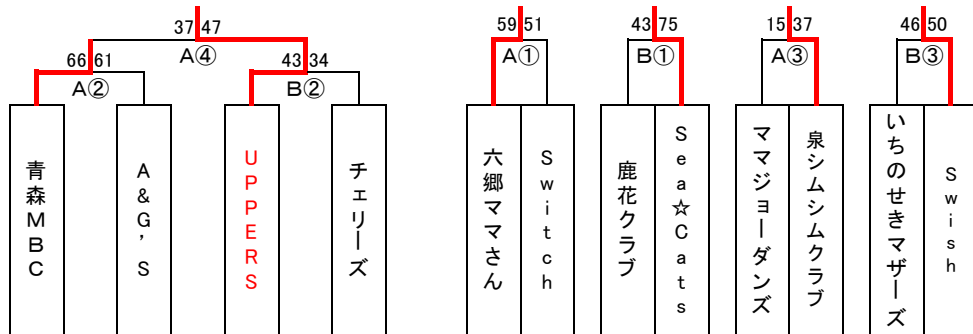 37 47
A④
66 61
A②
43 34
B②
59 51
A①
43 75
B①
15 37
A③
46 50
B③
青森MBC
A&G'S
UPPERS
チェリーズ
六郷ママさん
Switch
鹿花クラブ
Sea☆Cats
ママジョーダンズ
泉シムシムクラブ
いちのせきマザーズ
Swish